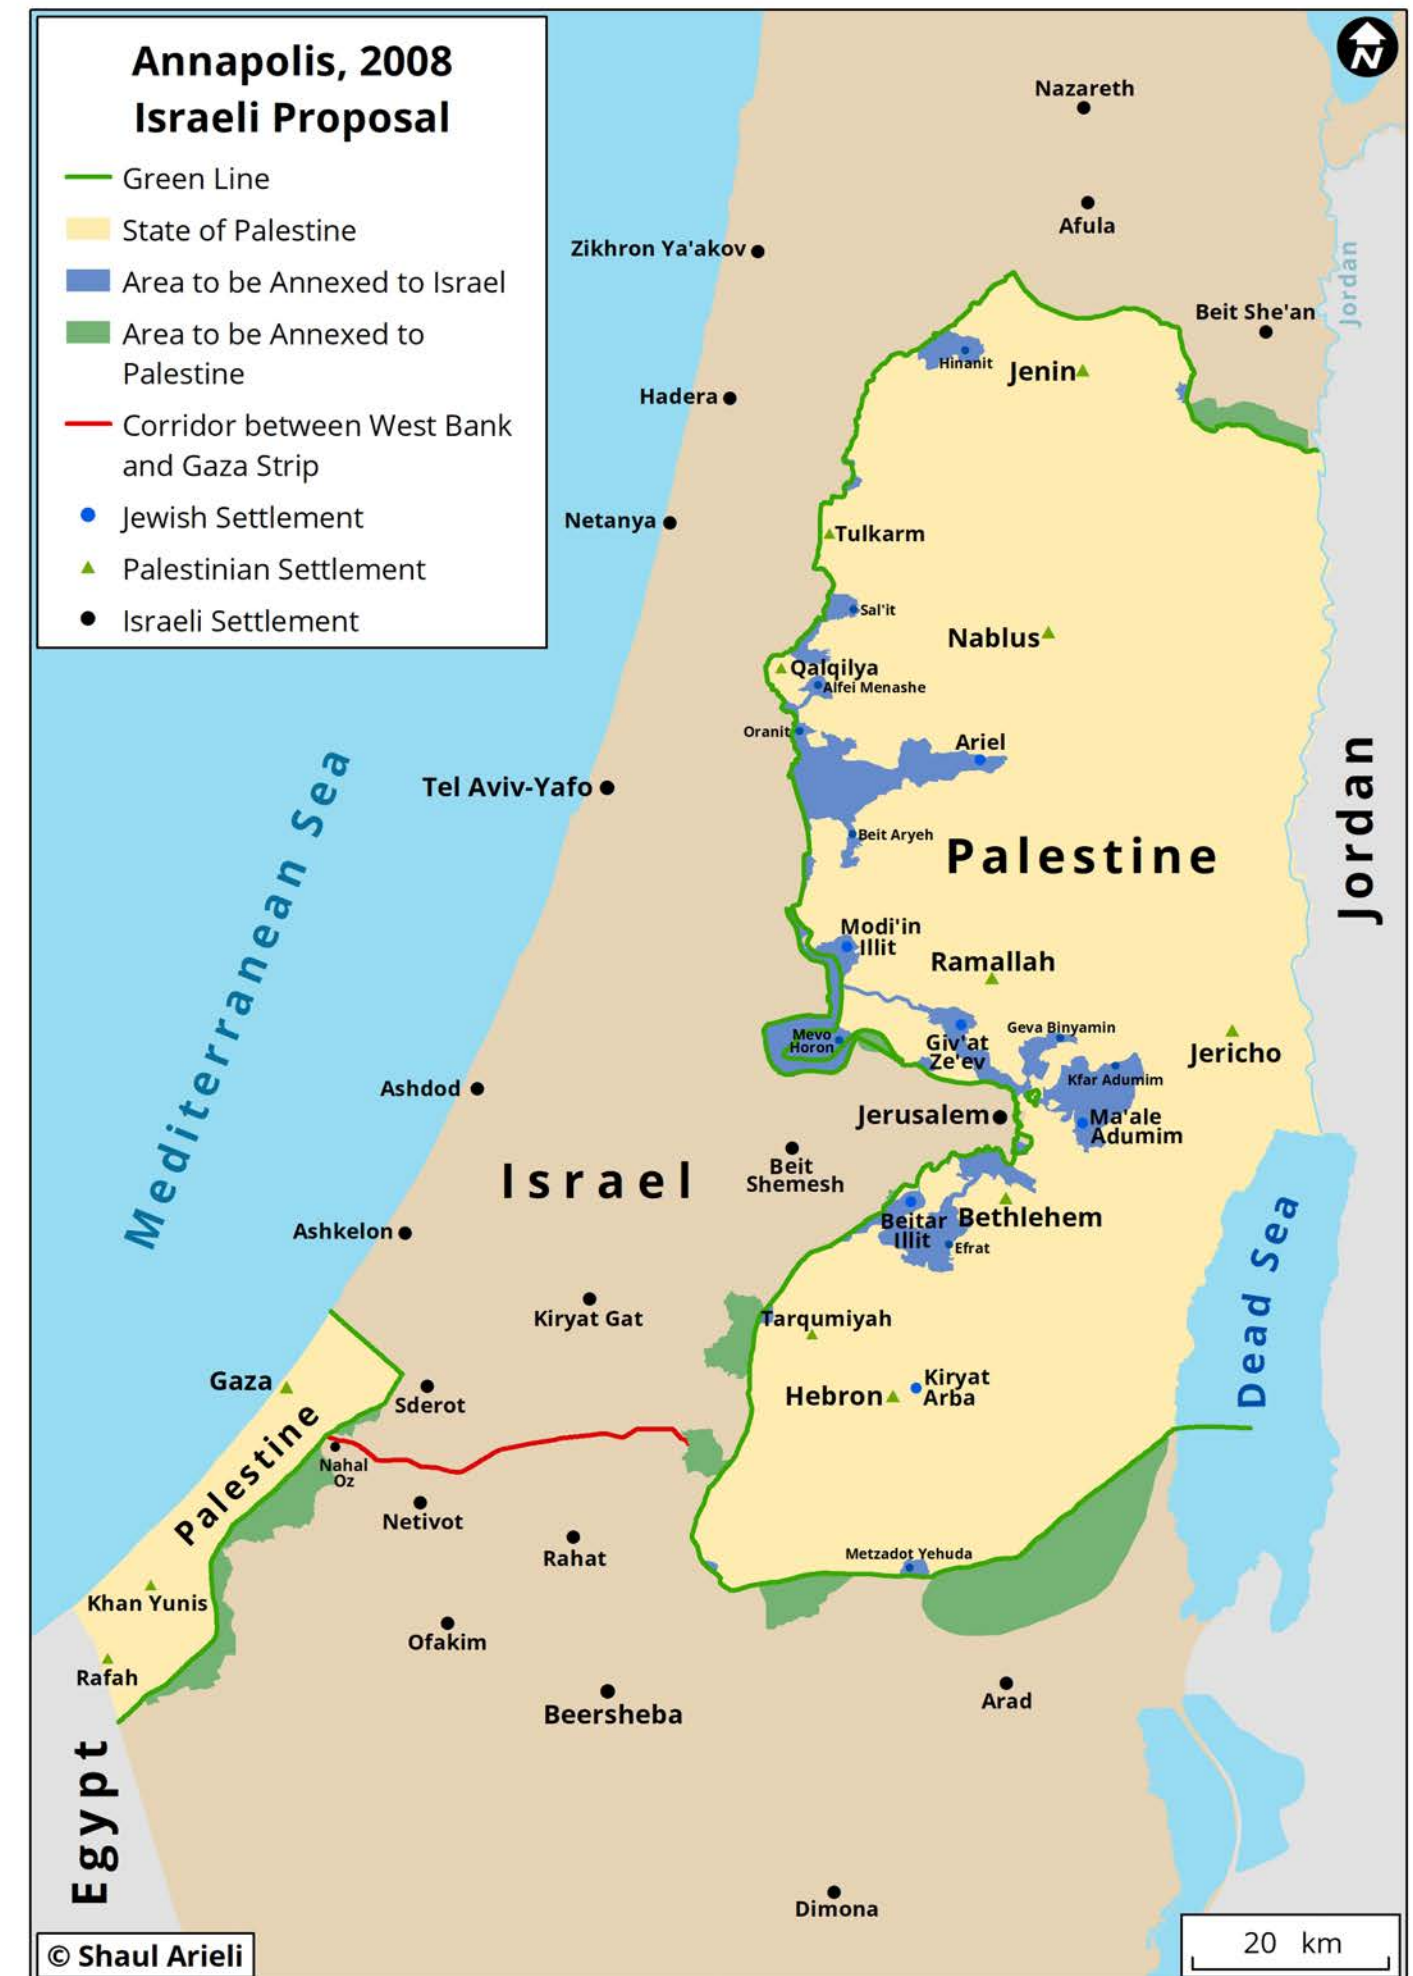 Annapolis, 2008
Israeli Proposal
Green Line
State of Palestine
Area to be Annexed to Israel
Area to be Annexed to
Palestine
Corridor between West Bank
and Gaza Strip
Jewish Settlement
Palestinian Settlement
Israeli Settlement
N
Nazareth
Afula
Zikhron Ya'akov
Jordan
Beit She'an
Hinanit
Jenin
Hadera
Netanya
Tulkarm
Sal'it
Nablus
Qalqilya
Alfei Menashe
Oranit
Ariel
Tel Aviv-Yafo
Beit Aryeh
Palestine
Jordan
Mediterranean Sea
Modi'in
Illit
Ramallah
Mevo
Horon
Giv'at
Ze'ev
Geva Binyamin
Jericho
Kfar Adumim
Ashdod
Jerusalem
Ma'ale
Adumim
Beit
Shemesh
Israel
Ashkelon
Beitar
Illit
Bethlehem
Efrat
Dead Sea
Kiryat Gat
Tarqumiyah
Gaza
Sderot
Hebron
Kiryat
Arba
Palestine
Nahal
Oz
Netivot
Rahat
Metzadot Yehuda
Khan Yunis
Ofakim
Rafah
Beersheba
Arad
Egypt
Dimona
© Shaul Arieli
20 km